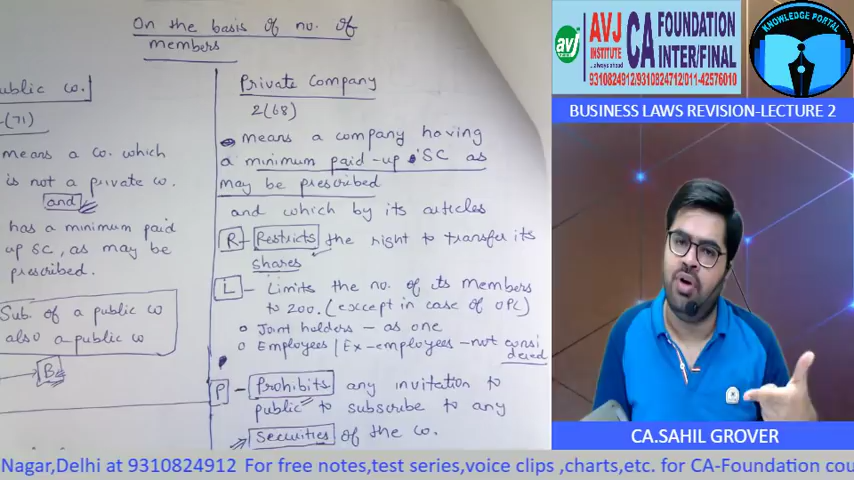 On the basis of no. of
members
ublic co.
(71)
means a co. which
is not a private co.
and
has a minimum paid
up SC, as may be
prescribed.
Sub. of a public co
also a public co
B
Private Company
2(68)
means a company having
a minimum paid-up SC as
may be prescribed
and which by its articles
R- Restricts the right to transfer its
shares
L - Limits the no. of its members
to 200. (except in case of OPC)
Joint holders - as one
Employees / Ex-employees - not consi
dered
P - Prohibits any invitation to
public to subscribe to any
securities of the co.
avj
AVJ
INSTITUTE
...always ahead
CA FOUNDATION
INTER/FINAL
9310824912/9310824712/011-42576010
KNOWLEDGE PORTAL
BUSINESS LAWS REVISION-LECTURE 2
CA.SAHIL GROVER
Nagar,Delhi at 9310824912 For free notes,test series,voice clips ,charts,etc. for CA-Foundation cou